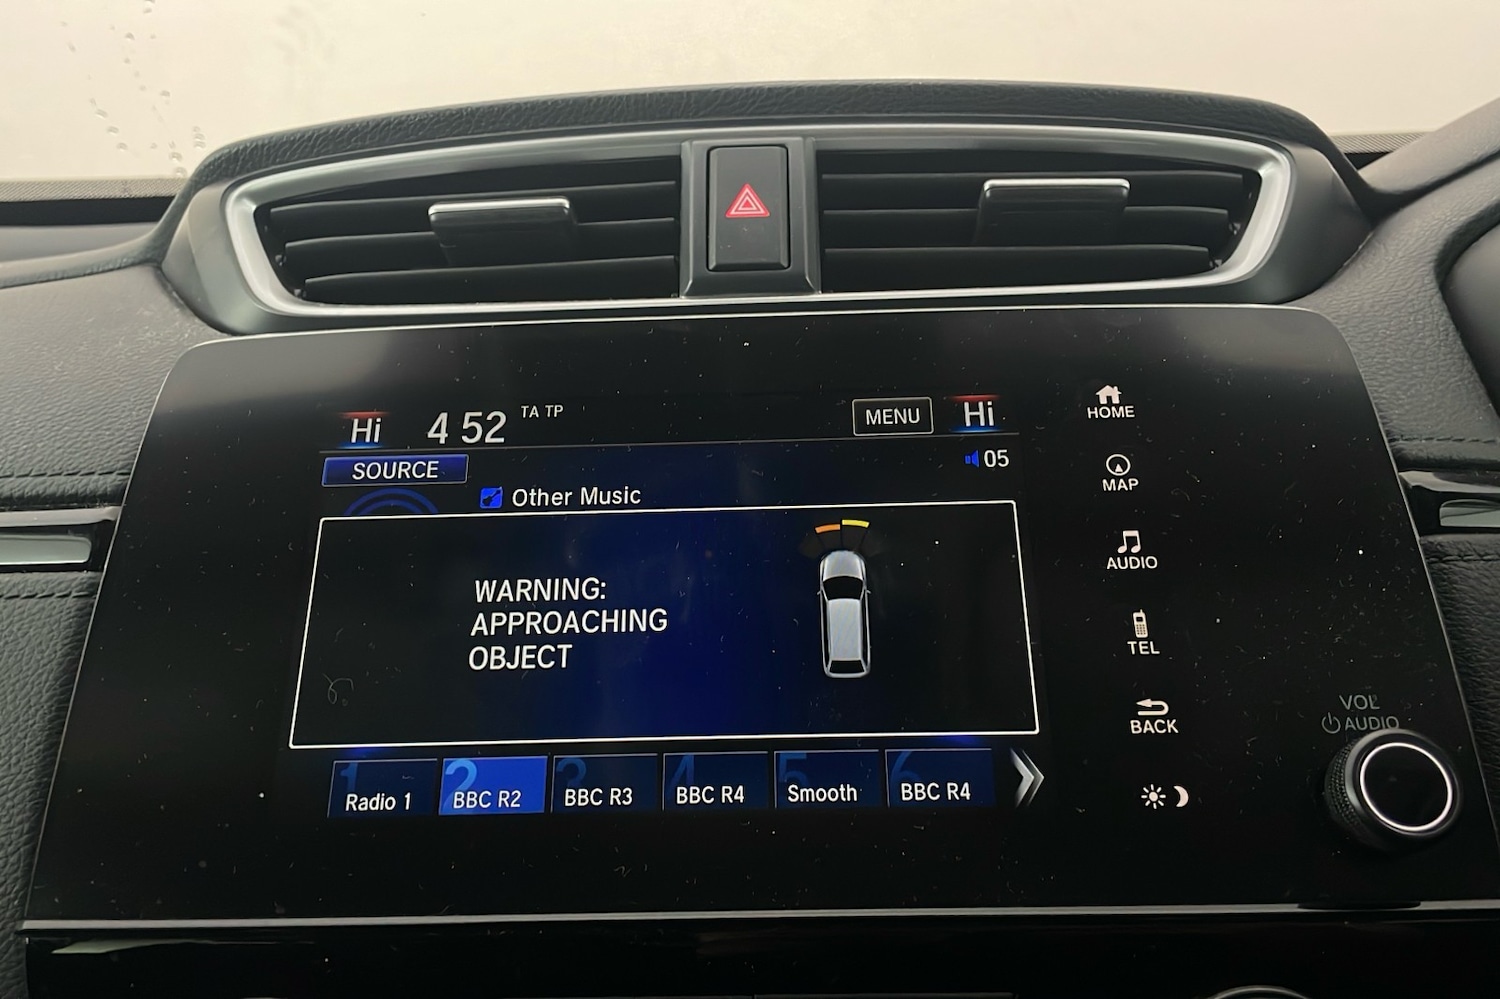 Hi 4 52 TA TP MENU Hi
SOURCE
05
Other Music
WARNING:
APPROACHING
OBJECT
1 Radio 1
2 BBC R2
3 BBC R3
4 BBC R4
5 Smooth
6 BBC R4
HOME
MAP
AUDIO
TEL
BACK
VOL
AUDIO